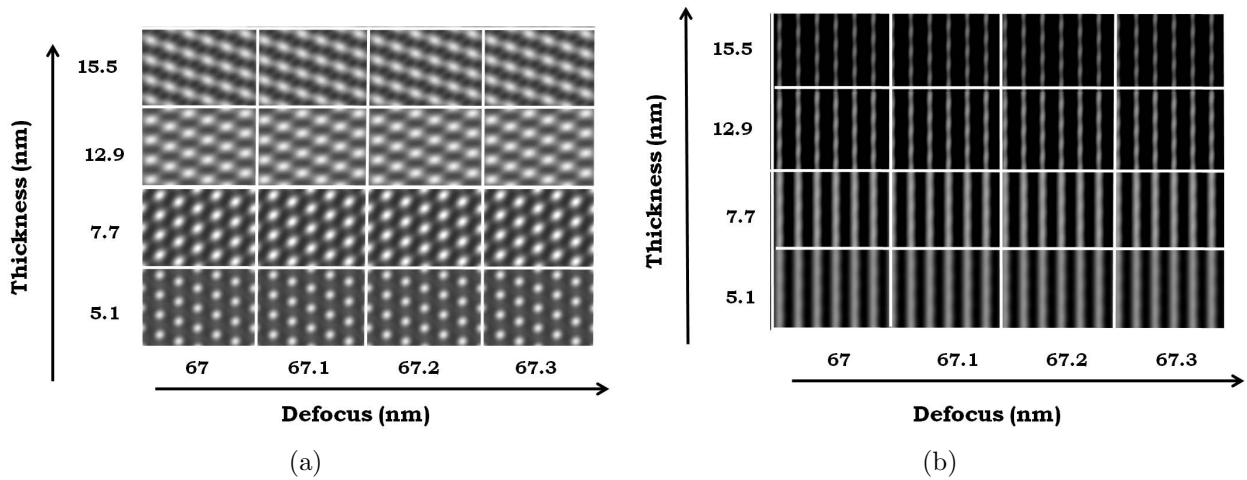 Thickness (nm)
15.5
12.9
7.7
5.1
67 67.1 67.2 67.3
Defocus (nm)
(a)
Thickness (nm)
15.5
12.9
7.7
5.1
67 67.1 67.2 67.3
Defocus (nm)
(b)